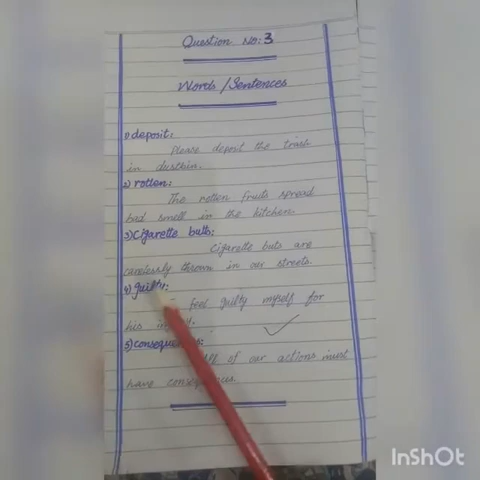 Question No: 3
Words/Sentences
1) deposit:
Please deposit the trash
in dustbin.
2) rotten:
The rotten fruits spread
bad smell in the kitchen.
3) Cigarette butts:
Cigarette buts are
carelessly thrown in our streets.
4) guilty:
feel guilty myself for
his
5) consequences:
of our actions must
have consequences.
InShOt